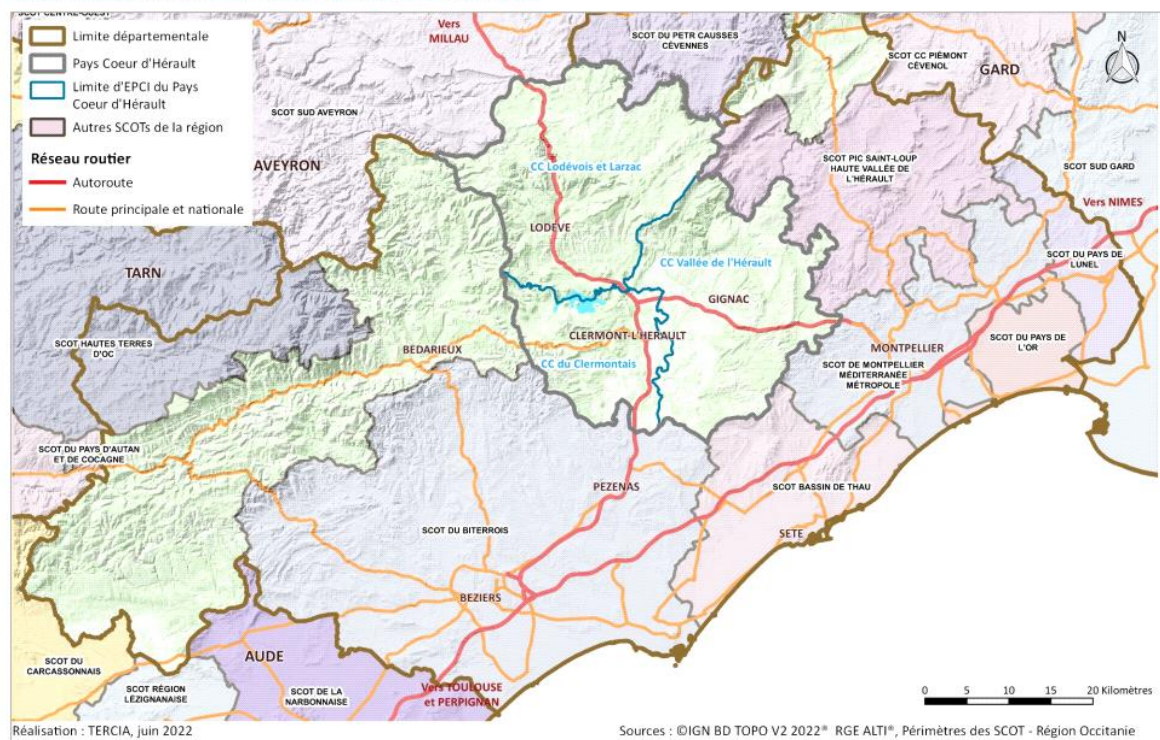 SCOT CENTRE-OUEST
Limite départementale
Pays Coeur d'Hérault
Limite d'EPCI du Pays
Coeur d'Hérault
Autres SCOTs de la région
Réseau routier
Autoroute
Route principale et nationale
Vers
MILLAU
SCOT DU PETR CAUSSES
CÉVENNES
SCOT CC PIÉMONT
CÉVENOL
GARD
N
SCOT SUD AVEYRON
AVEYRON
CC Lodévois et Larzac
SCOT PIC SAINT-LOUP
HAUTE VALLÉE DE
L'HÉRAULT
SCOT SUD GARD
Vers NIMES
LODEVE
TARN
CC Vallée de l'Hérault
SCOT DU PAYS DE
LUNEL
GIGNAC
SCOT HAUTES TERRES
D'OC
CLERMONT-L'HERAULT
BEDARIEUX
CC du Clermontais
MONTPELLIER
SCOT DU PAYS DE
L'OR
SCOT DE MONTPELLIER
MÉDITERRANÉE
MÉTROPOLE
SCOT DU PAYS D'AUTAN
ET DE COCAGNE
PEZENAS
SCOT BASSIN DE THAU
SCOT DU BITERROIS
SETE
BEZIERS
AUDE
SCOT DU
CARCASSONNAIS
SCOT RÉGION
LÉZIGNANAISE
SCOT DE LA
NARBONNAISE
Vers TOULOUSE
et PERPIGNAN
0 5 10 15 20 Kilomètres
Réalisation : TERCIA, juin 2022
Sources : ©IGN BD TOPO V2 2022® RGE ALTI®, Périmètres des SCOT - Région Occitanie